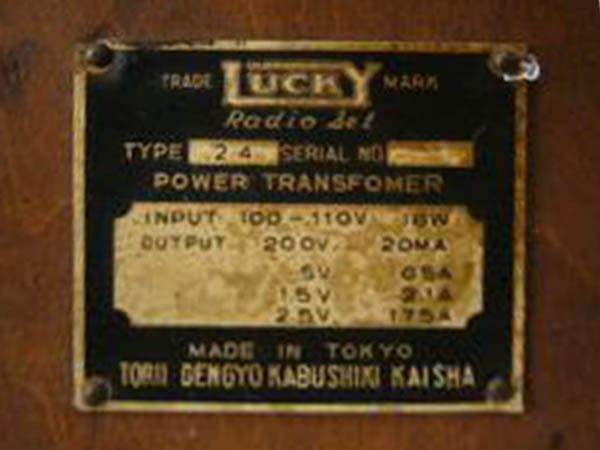 TRADE LUCKY MARK
Radio Set
TYPE 24 SERIAL NO
POWER TRANSFOMER
INPUT 100-110V 18W
OUTPUT 200V 20MA
5V 0.5A
1.5V 2.1A
2.5V 1.75A
MADE IN TOKYO
TORII DENGYO KABUSHIKI KAISHA